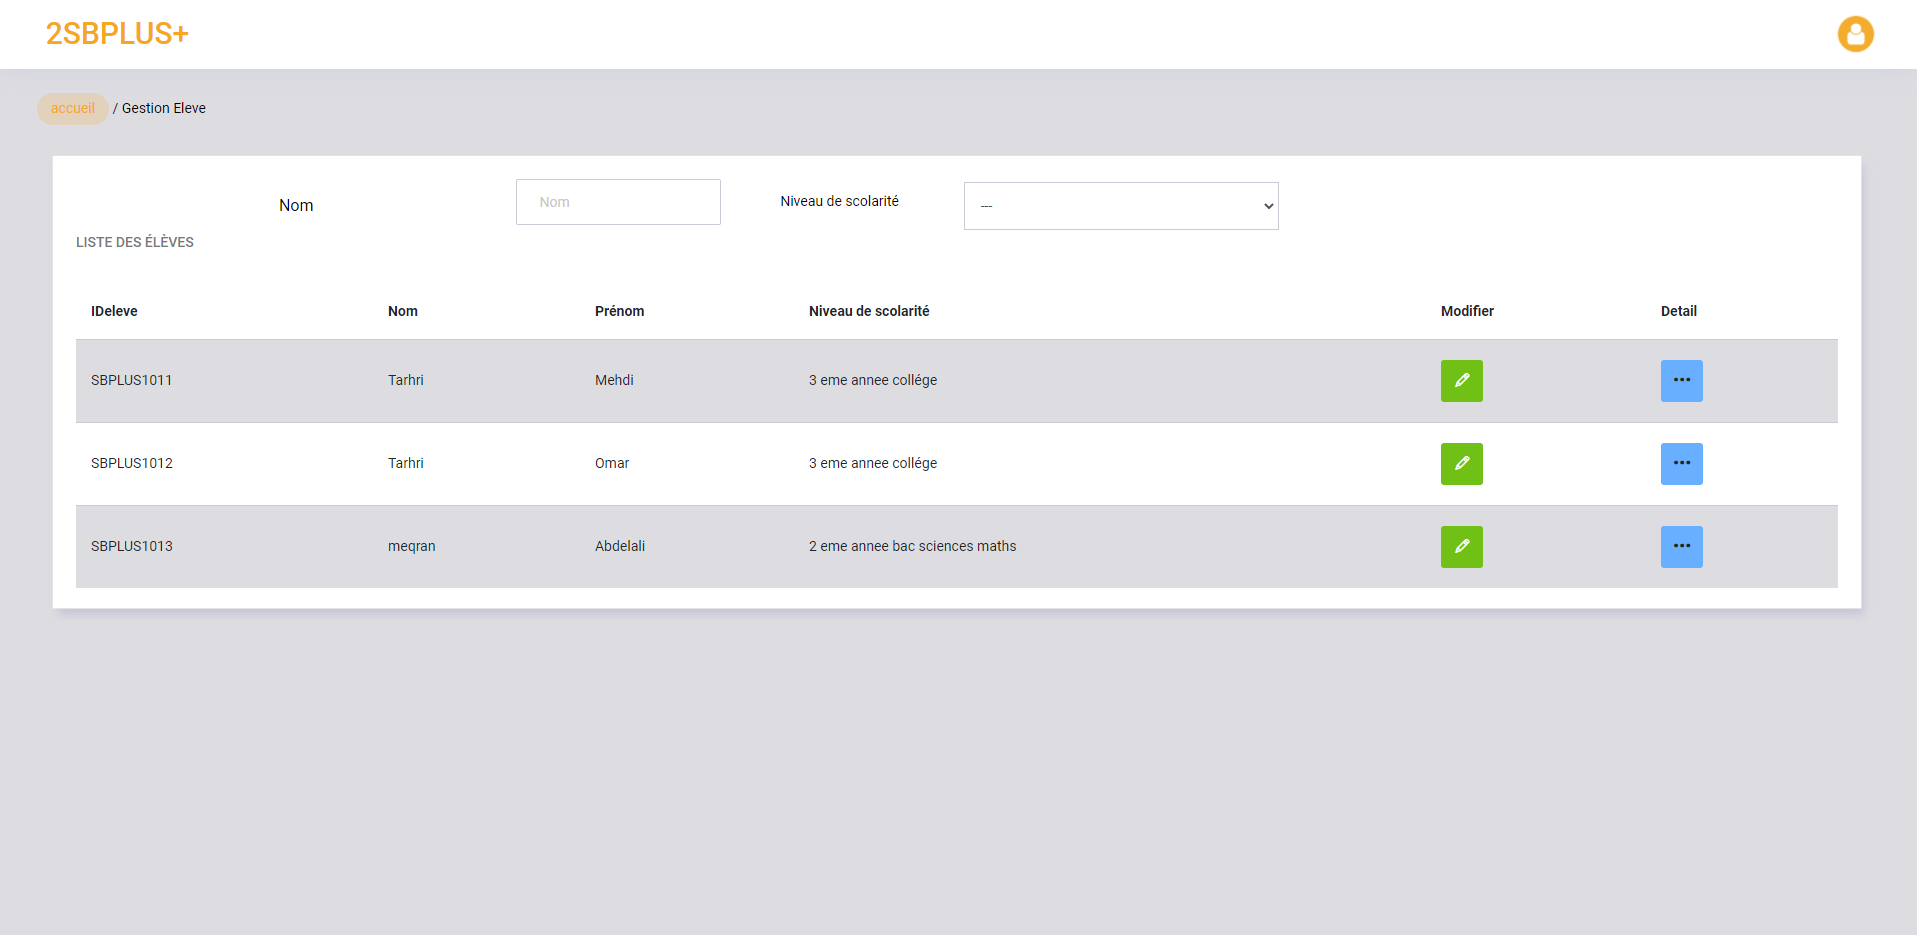 2SBPLUS+
accueil / Gestion Eleve
Nom Nom Niveau de scolarité ---
LISTE DES ÉLÈVES
IDeleve Nom Prénom Niveau de scolarité Modifier Detail
SBPLUS1011 Tarhri Mehdi 3 eme annee collége
SBPLUS1012 Tarhri Omar 3 eme annee collége
SBPLUS1013 meqran Abdelali 2 eme annee bac sciences maths